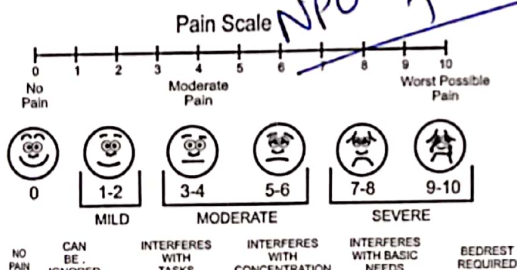 Pain Scale NPO
0 1 2 3 4 5 6 7 8 9 10
No Pain Moderate Pain Worst Possible Pain
0 1-2 3-4 5-6 7-8 9-10
MILD MODERATE SEVERE
NO PAIN
CAN BE IGNORED
INTERFERES WITH TASKS
INTERFERES WITH CONCENTRATION
INTERFERES WITH BASIC NEEDS
BEDREST REQUIRED